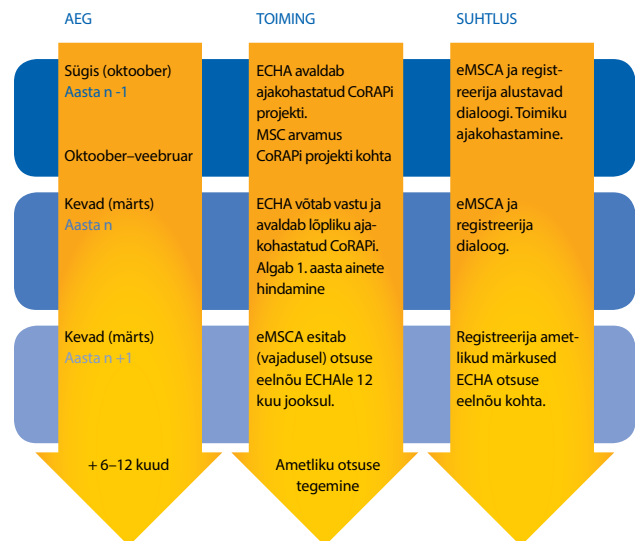 AEG
TOIMING
SUHTLUS
Sügis (oktoober)
Aasta n -1
Oktoober–veebruar
ECHA avaldab
ajakohastatud CoRAPi
projekti.
MSC arvamus
CoRAPi projekti kohta
eMSCA ja regist-
reerija alustavad
dialoogi. Toimiku
ajakohastamine.
Kevad (märts)
Aasta n
ECHA võtab vastu ja
avaldab lõpliku aja-
kohastatud CoRAPi.
Algab 1. aasta ainete
hindamine
eMSCA ja
registreerija
dialoog.
Kevad (märts)
Aasta n +1
eMSCA esitab
(vajadusel) otsuse
eelnõu ECHAle 12
kuu jooksul.
Registreerija amet-
likud märkused
ECHA otsuse
eelnõu kohta.
+ 6–12 kuud
Ametliku otsuse
tegemine